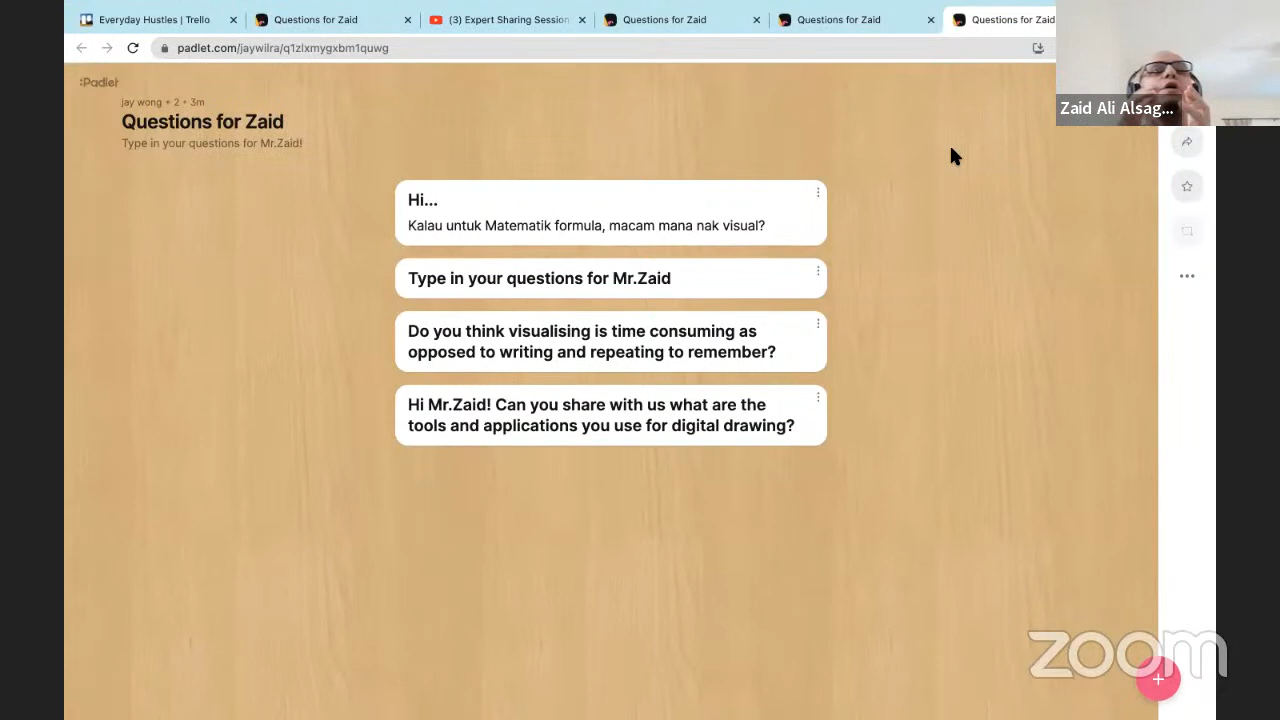 Everyday Hustles | Trello
Questions for Zaid
(3) Expert Sharing Session
Questions for Zaid
Questions for Zaid
Questions for Zaid
padlet.com/jaywilra/q1zlxmygxbm1quwg
:Padlet
jay wong + 2 • 3m
Questions for Zaid
Type in your questions for Mr.Zaid!
Zaid Ali Alsag...
Hi...
Kalau untuk Matematik formula, macam mana nak visual?
Type in your questions for Mr.Zaid
Do you think visualising is time consuming as
opposed to writing and repeating to remember?
Hi Mr.Zaid! Can you share with us what are the
tools and applications you use for digital drawing?
zoom